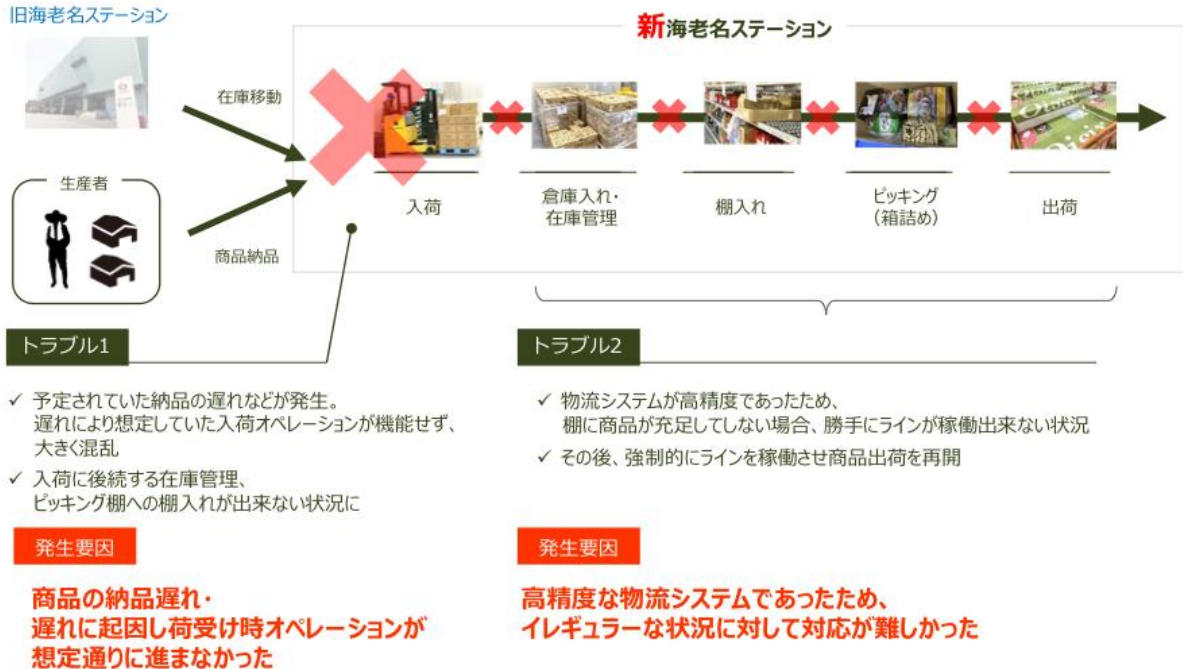 旧海老名ステーション
新海老名ステーション
在庫移動
生産者
商品納品
入荷
倉庫入れ・
在庫管理
棚入れ
ピッキング
(箱詰め)
出荷
トラブル1
✓ 予定されていた納品の遅れなどが発生。
遅れにより想定していた入荷オペレーションが機能せず、
大きく混乱
✓ 入荷に後続する在庫管理、
ピッキング棚への棚入れが出来ない状況に
発生要因
商品の納品遅れ・
遅れに起因し荷受け時オペレーションが
想定通りに進まなかった
トラブル2
✓ 物流システムが高精度であったため、
棚に商品が充足してしない場合、勝手にラインが稼働出来ない状況
✓ その後、強制的にラインを稼働させ商品出荷を再開
発生要因
高精度な物流システムであったため、
イレギュラーな状況に対して対応が難しかった